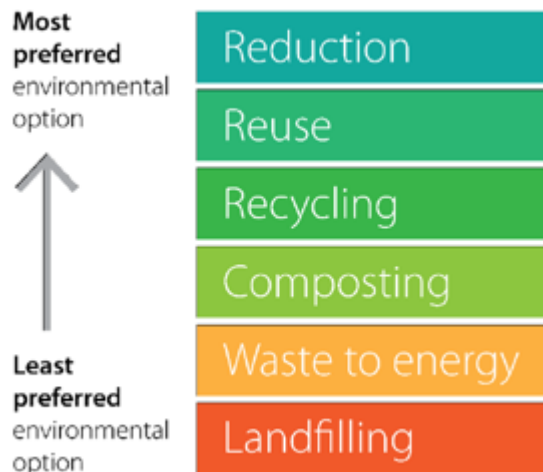 Most
preferred
environmental
option
Reduction
Reuse
Recycling
Composting
Waste to energy
Landfilling
Least
preferred
environmental
option